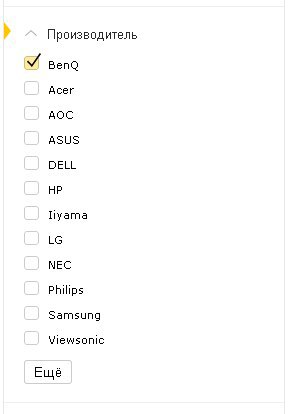 Производитель
BenQ
Acer
AOC
ASUS
DELL
HP
Iiyama
LG
NEC
Philips
Samsung
Viewsonic
Ещё